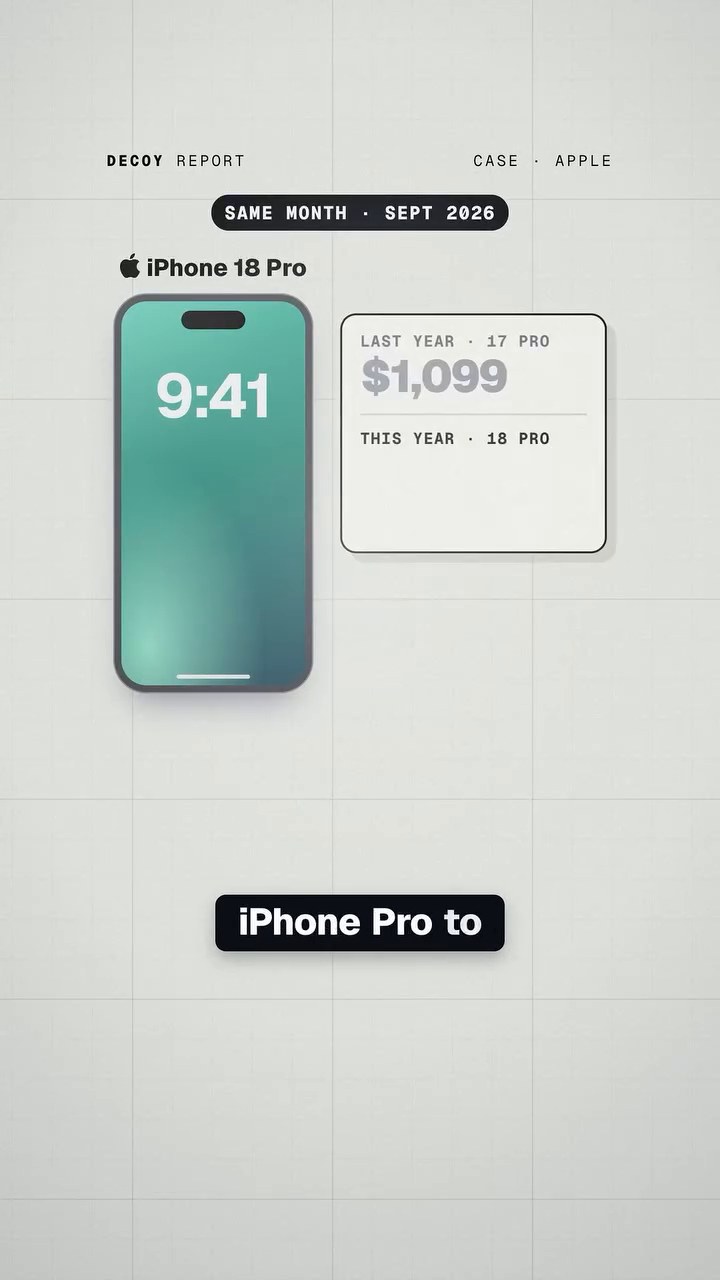 DECOY REPORT
CASE · APPLE
SAME MONTH · SEPT 2026
iPhone 18 Pro
9:41
LAST YEAR · 17 PRO
$1,099
THIS YEAR · 18 PRO
iPhone Pro to